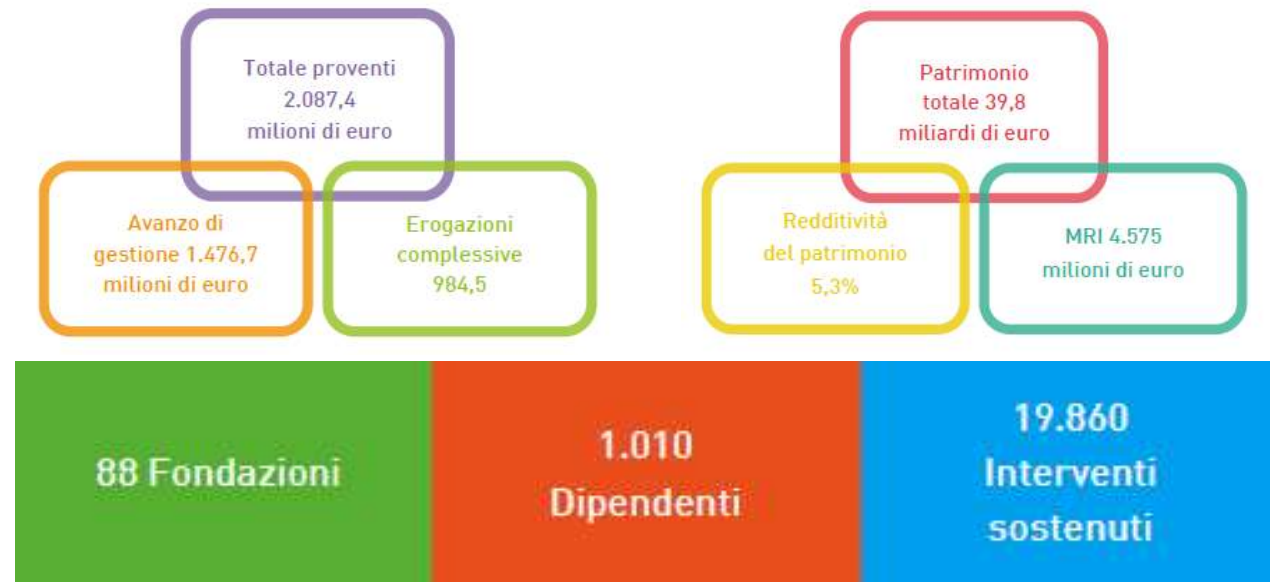 Totale proventi
2.087,4
milioni di euro
Avanzo di
gestione 1.476,7
milioni di euro
Erogazioni
complessive
984,5
Patrimonio
totale 39,8
miliardi di euro
Redditività
del patrimonio
5,3%
MRI 4.575
milioni di euro
88 Fondazioni
1.010
Dipendenti
19.860
Interventi
sostenuti